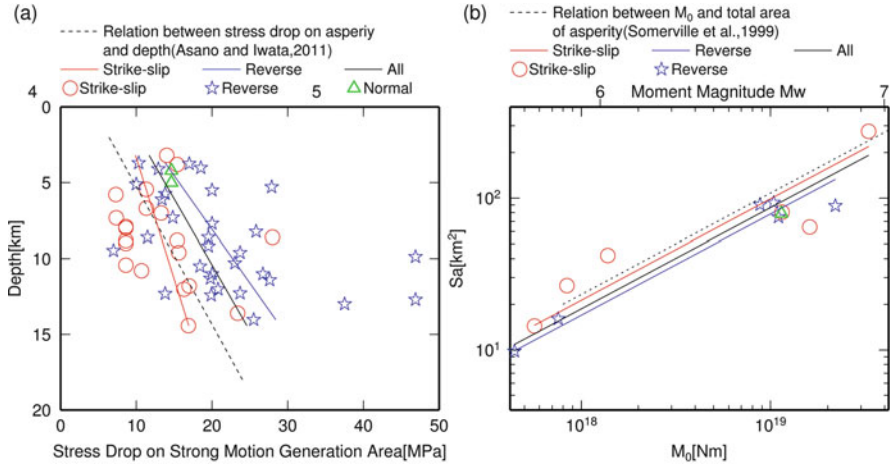 (a)
Relation between stress drop on asperiy
and depth(Asano and Iwata,2011)
Strike-slip Reverse All
Strike-slip Reverse Normal
4 5
0
5
10
15
20
Depth[km]
0 10 20 30 40 50
Stress Drop on Strong Motion Generation Area[MPa]
(b)
Relation between M0 and total area
of asperity(Somerville et al.,1999)
Strike-slip Reverse All
Strike-slip Reverse
6 Moment Magnitude Mw 7
10²
10¹
Sa[km²]
10¹⁸ 10¹⁹
M0[Nm]